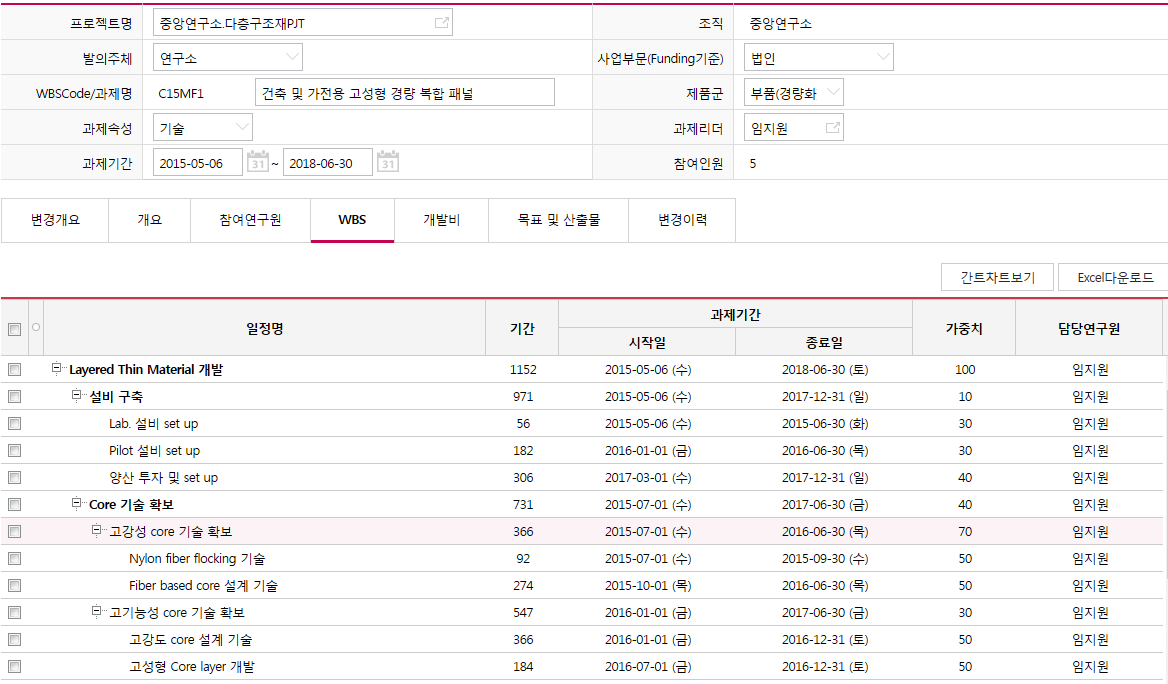 프로젝트명 중앙연구소.다층구조재PJT 조직 중앙연구소
발의주체 연구소 사업부문(Funding기준) 법인
WBSCode/과제명 C15MF1 건축 및 가전용 고성형 경량 복합 패널 제품군 부품(경량화
과제속성 기술 과제리더 임지원
과제기간 2015-05-06 31 ~ 2018-06-30 31 참여인원 5
변경개요 개요 참여연구원 WBS 개발비 목표 및 산출물 변경이력
간트차트보기 Excel다운로드
일정명 기간 과제기간 가중치 담당연구원
시작일 종료일
Layered Thin Material 개발 1152 2015-05-06 (수) 2018-06-30 (토) 100 임지원
설비 구축 971 2015-05-06 (수) 2017-12-31 (일) 10 임지원
Lab. 설비 set up 56 2015-05-06 (수) 2015-06-30 (화) 30 임지원
Pilot 설비 set up 182 2016-01-01 (금) 2016-06-30 (목) 30 임지원
양산 투자 및 set up 306 2017-03-01 (수) 2017-12-31 (일) 40 임지원
Core 기술 확보 731 2015-07-01 (수) 2017-06-30 (금) 40 임지원
고강성 core 기술 확보 366 2015-07-01 (수) 2016-06-30 (목) 70 임지원
Nylon fiber flocking 기술 92 2015-07-01 (수) 2015-09-30 (수) 50 임지원
Fiber based core 설계 기술 274 2015-10-01 (목) 2016-06-30 (목) 50 임지원
고기능성 core 기술 확보 547 2016-01-01 (금) 2017-06-30 (금) 30 임지원
고강도 core 설계 기술 366 2016-01-01 (금) 2016-12-31 (토) 50 임지원
고성형 Core layer 개발 184 2016-07-01 (금) 2016-12-31 (토) 50 임지원